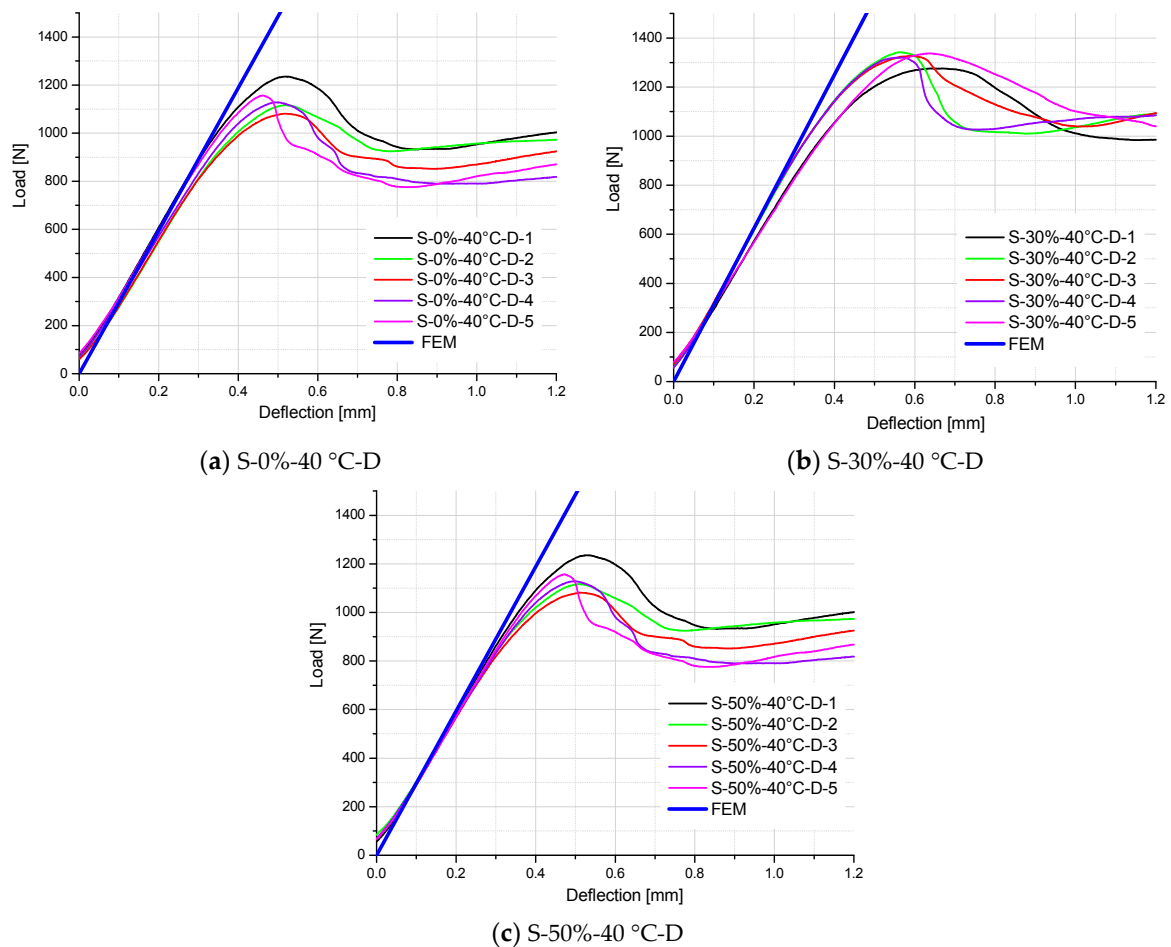 1400
1200
1000
800
600
400
200
0
Load [N]
S-0%-40°C-D-1
S-0%-40°C-D-2
S-0%-40°C-D-3
S-0%-40°C-D-4
S-0%-40°C-D-5
FEM
0.0 0.2 0.4 0.6 0.8 1.0 1.2
Deflection [mm]
(a) S-0%-40 °C-D
1400
1200
1000
800
600
400
200
0
Load [N]
S-30%-40°C-D-1
S-30%-40°C-D-2
S-30%-40°C-D-3
S-30%-40°C-D-4
S-30%-40°C-D-5
FEM
0.0 0.2 0.4 0.6 0.8 1.0 1.2
Deflection [mm]
(b) S-30%-40 °C-D
1400
1200
1000
800
600
400
200
0
Load [N]
S-50%-40°C-D-1
S-50%-40°C-D-2
S-50%-40°C-D-3
S-50%-40°C-D-4
S-50%-40°C-D-5
FEM
0.0 0.2 0.4 0.6 0.8 1.0 1.2
Deflection [mm]
(c) S-50%-40 °C-D